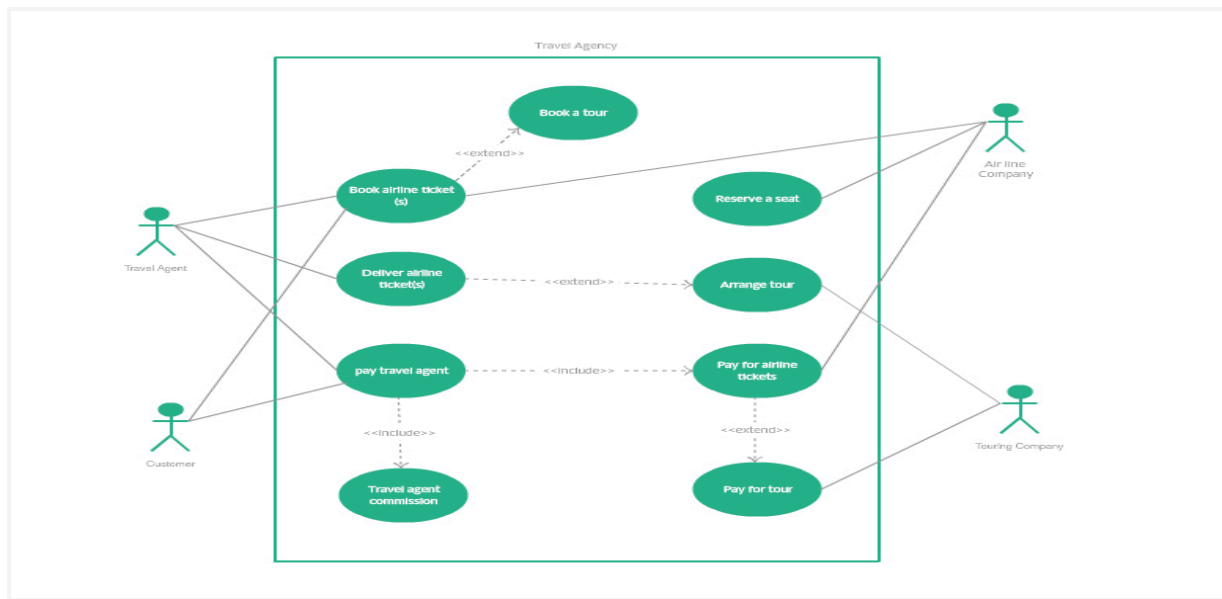 Travel Agency
Book a tour
<<extend>>
Air line
Company
Book airline ticket
(s)
Reserve a seat
Travel Agent
Deliver airline
ticket(s)
<<extend>>
Arrange tour
pay travel agent
<<include>>
Pay for airline
tickets
<<include>>
<<extend>>
Customer
Touring Company
Travel agent
commission
Pay for tour